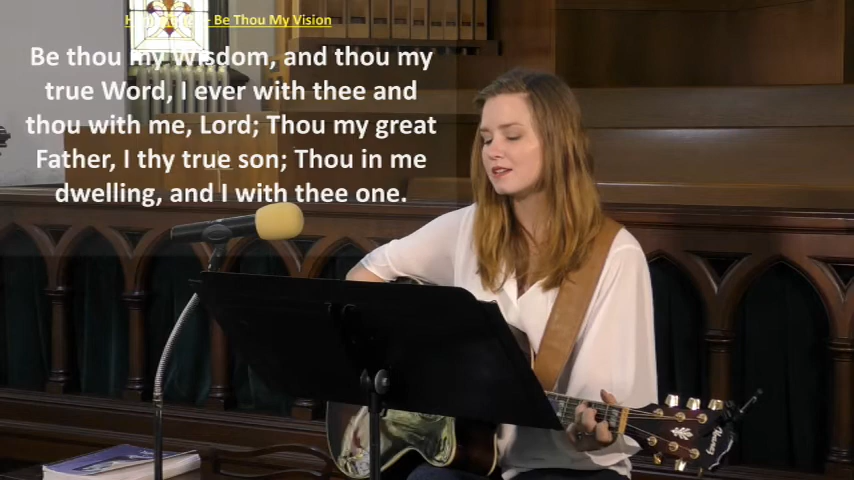 - Be Thou My Vision
Be thou my Wisdom, and thou my
true Word, I ever with thee and
thou with me, Lord; Thou my great
Father, I thy true son; Thou in me
dwelling, and I with thee one.